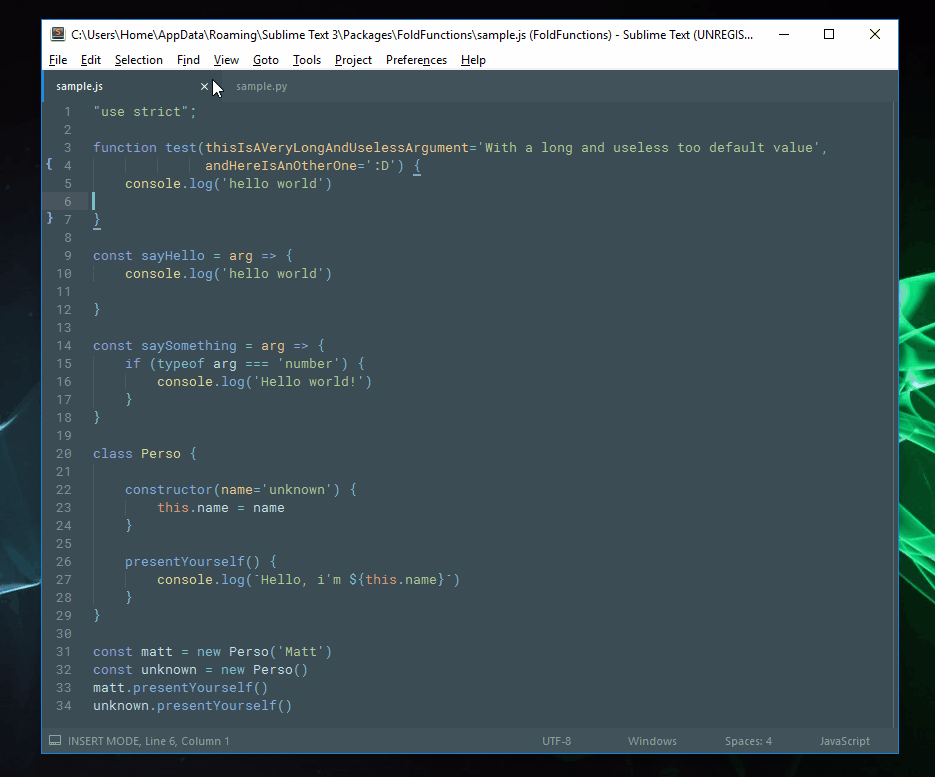 C:\Users\Home\AppData\Roaming\Sublime Text 3\Packages\FoldFunctions\sample.js (FoldFunctions) - Sublime Text (UNREGIS...
File Edit Selection Find View Goto Tools Project Preferences Help
sample.js × sample.py
1 "use strict";
2
3 function test(thisIsAVeryLongAndUselessArgument='With a long and useless too default value',
{ 4 andHereIsAnOtherOne=':D') {
5 console.log('hello world')
6
} 7 }
8
9 const sayHello = arg => {
10 console.log('hello world')
11
12 }
13
14 const saySomething = arg => {
15 if (typeof arg === 'number') {
16 console.log('Hello world!')
17 }
18 }
19
20 class Perso {
21
22 constructor(name='unknown') {
23 this.name = name
24 }
25
26 presentYourself() {
27 console.log(`Hello, i'm ${this.name}`)
28 }
29 }
30
31 const matt = new Perso('Matt')
32 const unknown = new Perso()
33 matt.presentYourself()
34 unknown.presentYourself()
INSERT MODE, Line 6, Column 1 UTF-8 Windows Spaces: 4 JavaScript